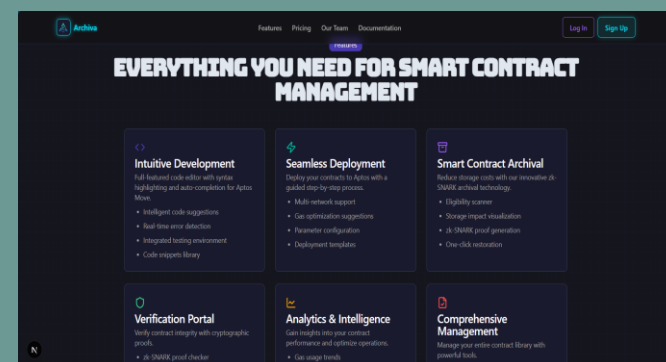 Archiva
Features Pricing Our Team Documentation
Log In Sign Up
Features
EVERYTHING YOU NEED FOR SMART CONTRACT
MANAGEMENT
Intuitive Development
Full-featured code editor with syntax
highlighting and auto-completion for Aptos
Move.
• Intelligent code suggestions
• Real-time error detection
• Integrated testing environment
• Code snippets library
Seamless Deployment
Deploy your contracts to Aptos with a
guided step-by-step process.
• Multi-network support
• Gas optimization suggestions
• Parameter configuration
• Deployment templates
Smart Contract Archival
Reduce storage costs with our innovative zk-
SNARK archival technology.
• Eligibility scanner
• Storage impact visualization
• zk-SNARK proof generation
• One-click restoration
Verification Portal
Verify contract integrity with cryptographic
proofs.
• zk-SNARK proof checker
Analytics & Intelligence
Gain insights into your contract
performance and optimize operations.
• Gas usage trends
Comprehensive
Management
Manage your entire contract library with
powerful tools.
N